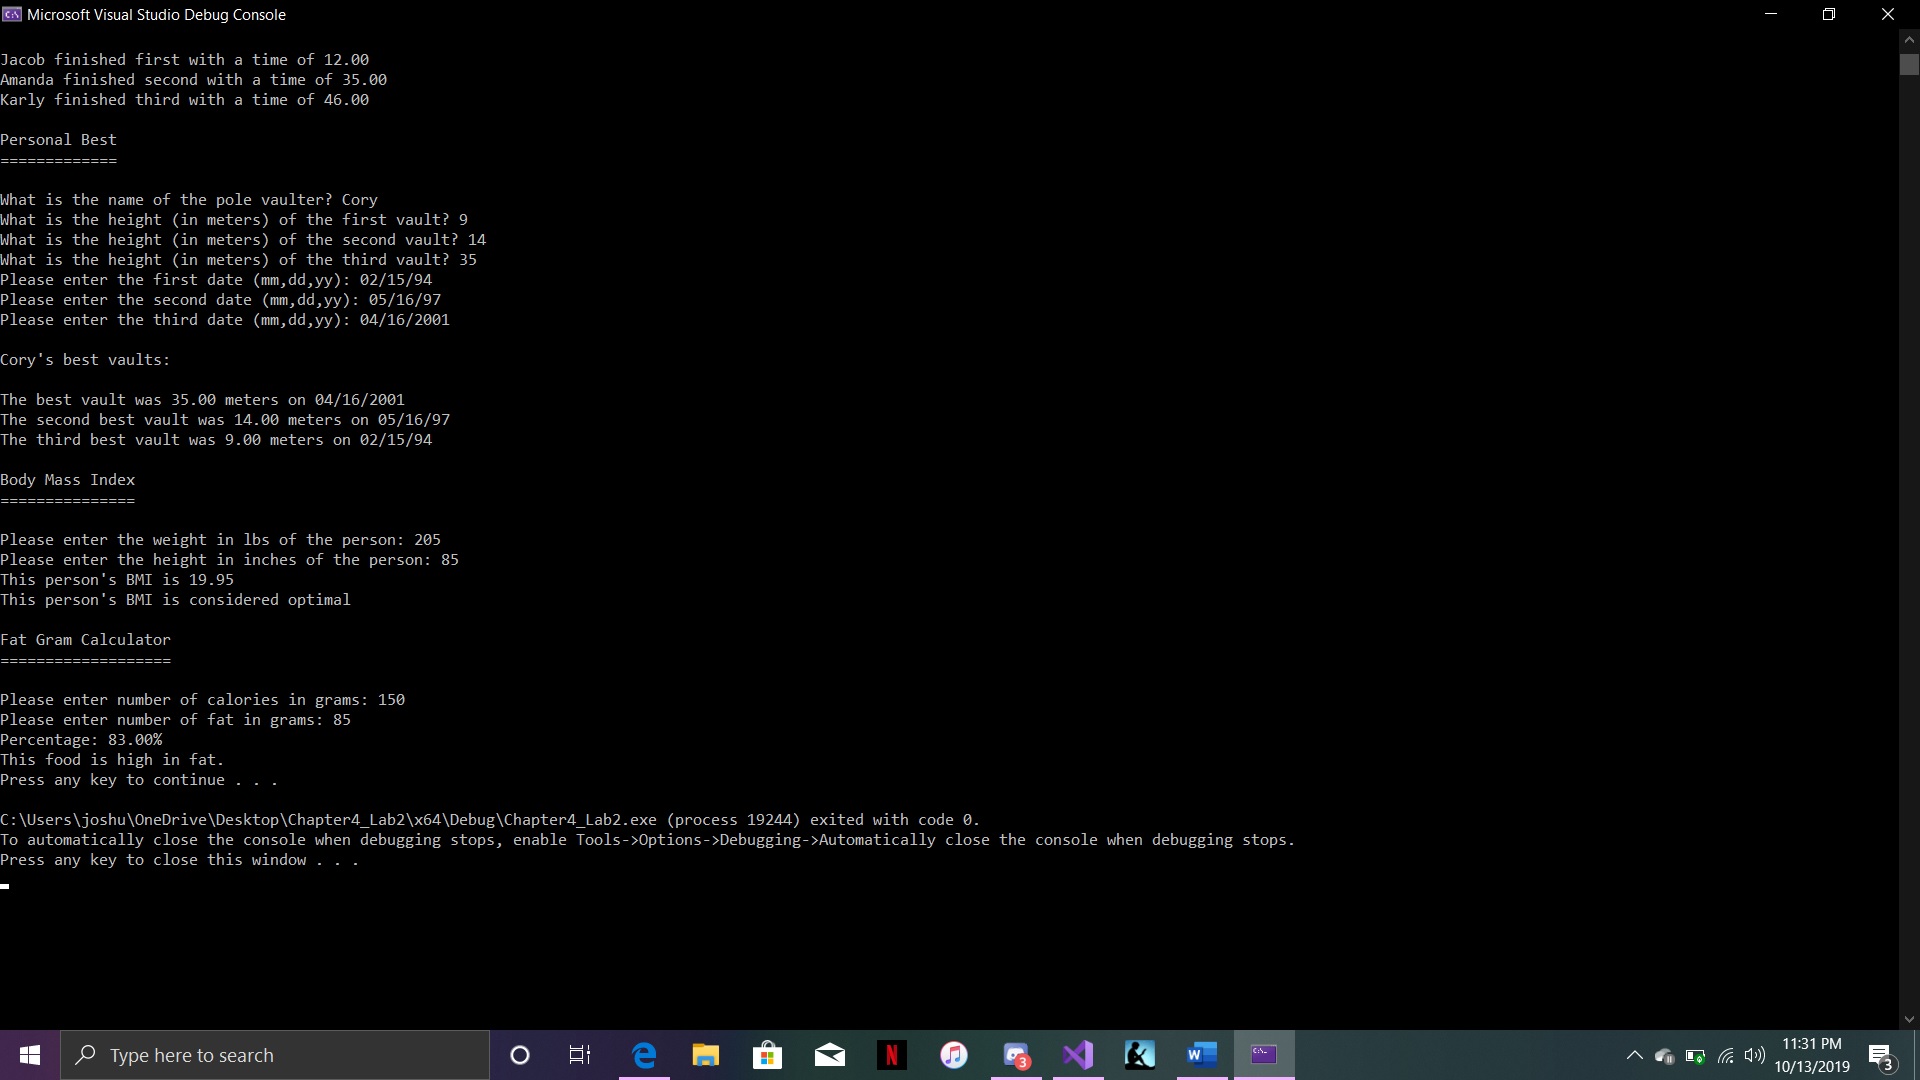 Microsoft Visual Studio Debug Console
Jacob finished first with a time of 12.00
Amanda finished second with a time of 35.00
Karly finished third with a time of 46.00
Personal Best
=============
What is the name of the pole vaulter? Cory
What is the height (in meters) of the first vault? 9
What is the height (in meters) of the second vault? 14
What is the height (in meters) of the third vault? 35
Please enter the first date (mm,dd,yy): 02/15/94
Please enter the second date (mm,dd,yy): 05/16/97
Please enter the third date (mm,dd,yy): 04/16/2001
Cory's best vaults:
The best vault was 35.00 meters on 04/16/2001
The second best vault was 14.00 meters on 05/16/97
The third best vault was 9.00 meters on 02/15/94
Body Mass Index
===============
Please enter the weight in lbs of the person: 205
Please enter the height in inches of the person: 85
This person's BMI is 19.95
This person's BMI is considered optimal
Fat Gram Calculator
===================
Please enter number of calories in grams: 150
Please enter number of fat in grams: 85
Percentage: 83.00%
This food is high in fat.
Press any key to continue . . .
C:\Users\joshu\OneDrive\Desktop\Chapter4_Lab2\x64\Debug\Chapter4_Lab2.exe (process 19244) exited with code 0.
To automatically close the console when debugging stops, enable Tools->Options->Debugging->Automatically close the console when debugging stops.
Press any key to close this window . . .
Type here to search
N
3
W
11:31 PM
10/13/2019
3